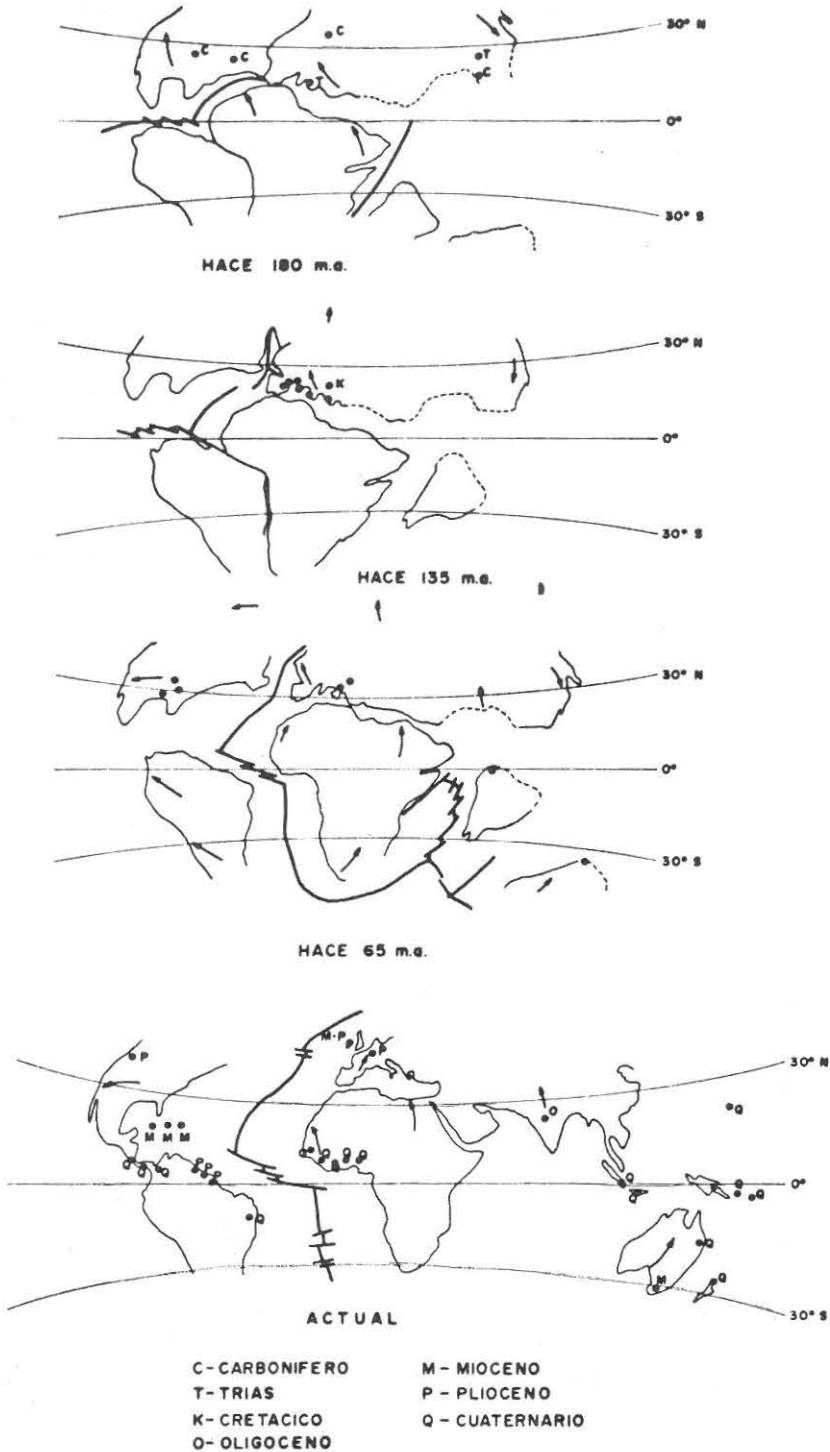 C
C
C
T
C
T
30° N
0°
30° S
HACE 180 m.a.
K
30° N
0°
30° S
HACE 135 m.a.
30° N
0°
30° S
HACE 65 m.a.
P
M-P
P
P
30° N
M M M
O
Q
Q Q Q
P
P
P
Q
Q
Q Q
Q
Q
Q
0°
Q
Q
Q
Q
M
Q
30° S
ACTUAL
C-CARBONIFERO
T-TRIAS
K-CRETACICO
O-OLIGOCENO
M-MIOCENO
P-PLIOCENO
Q-CUATERNARIO